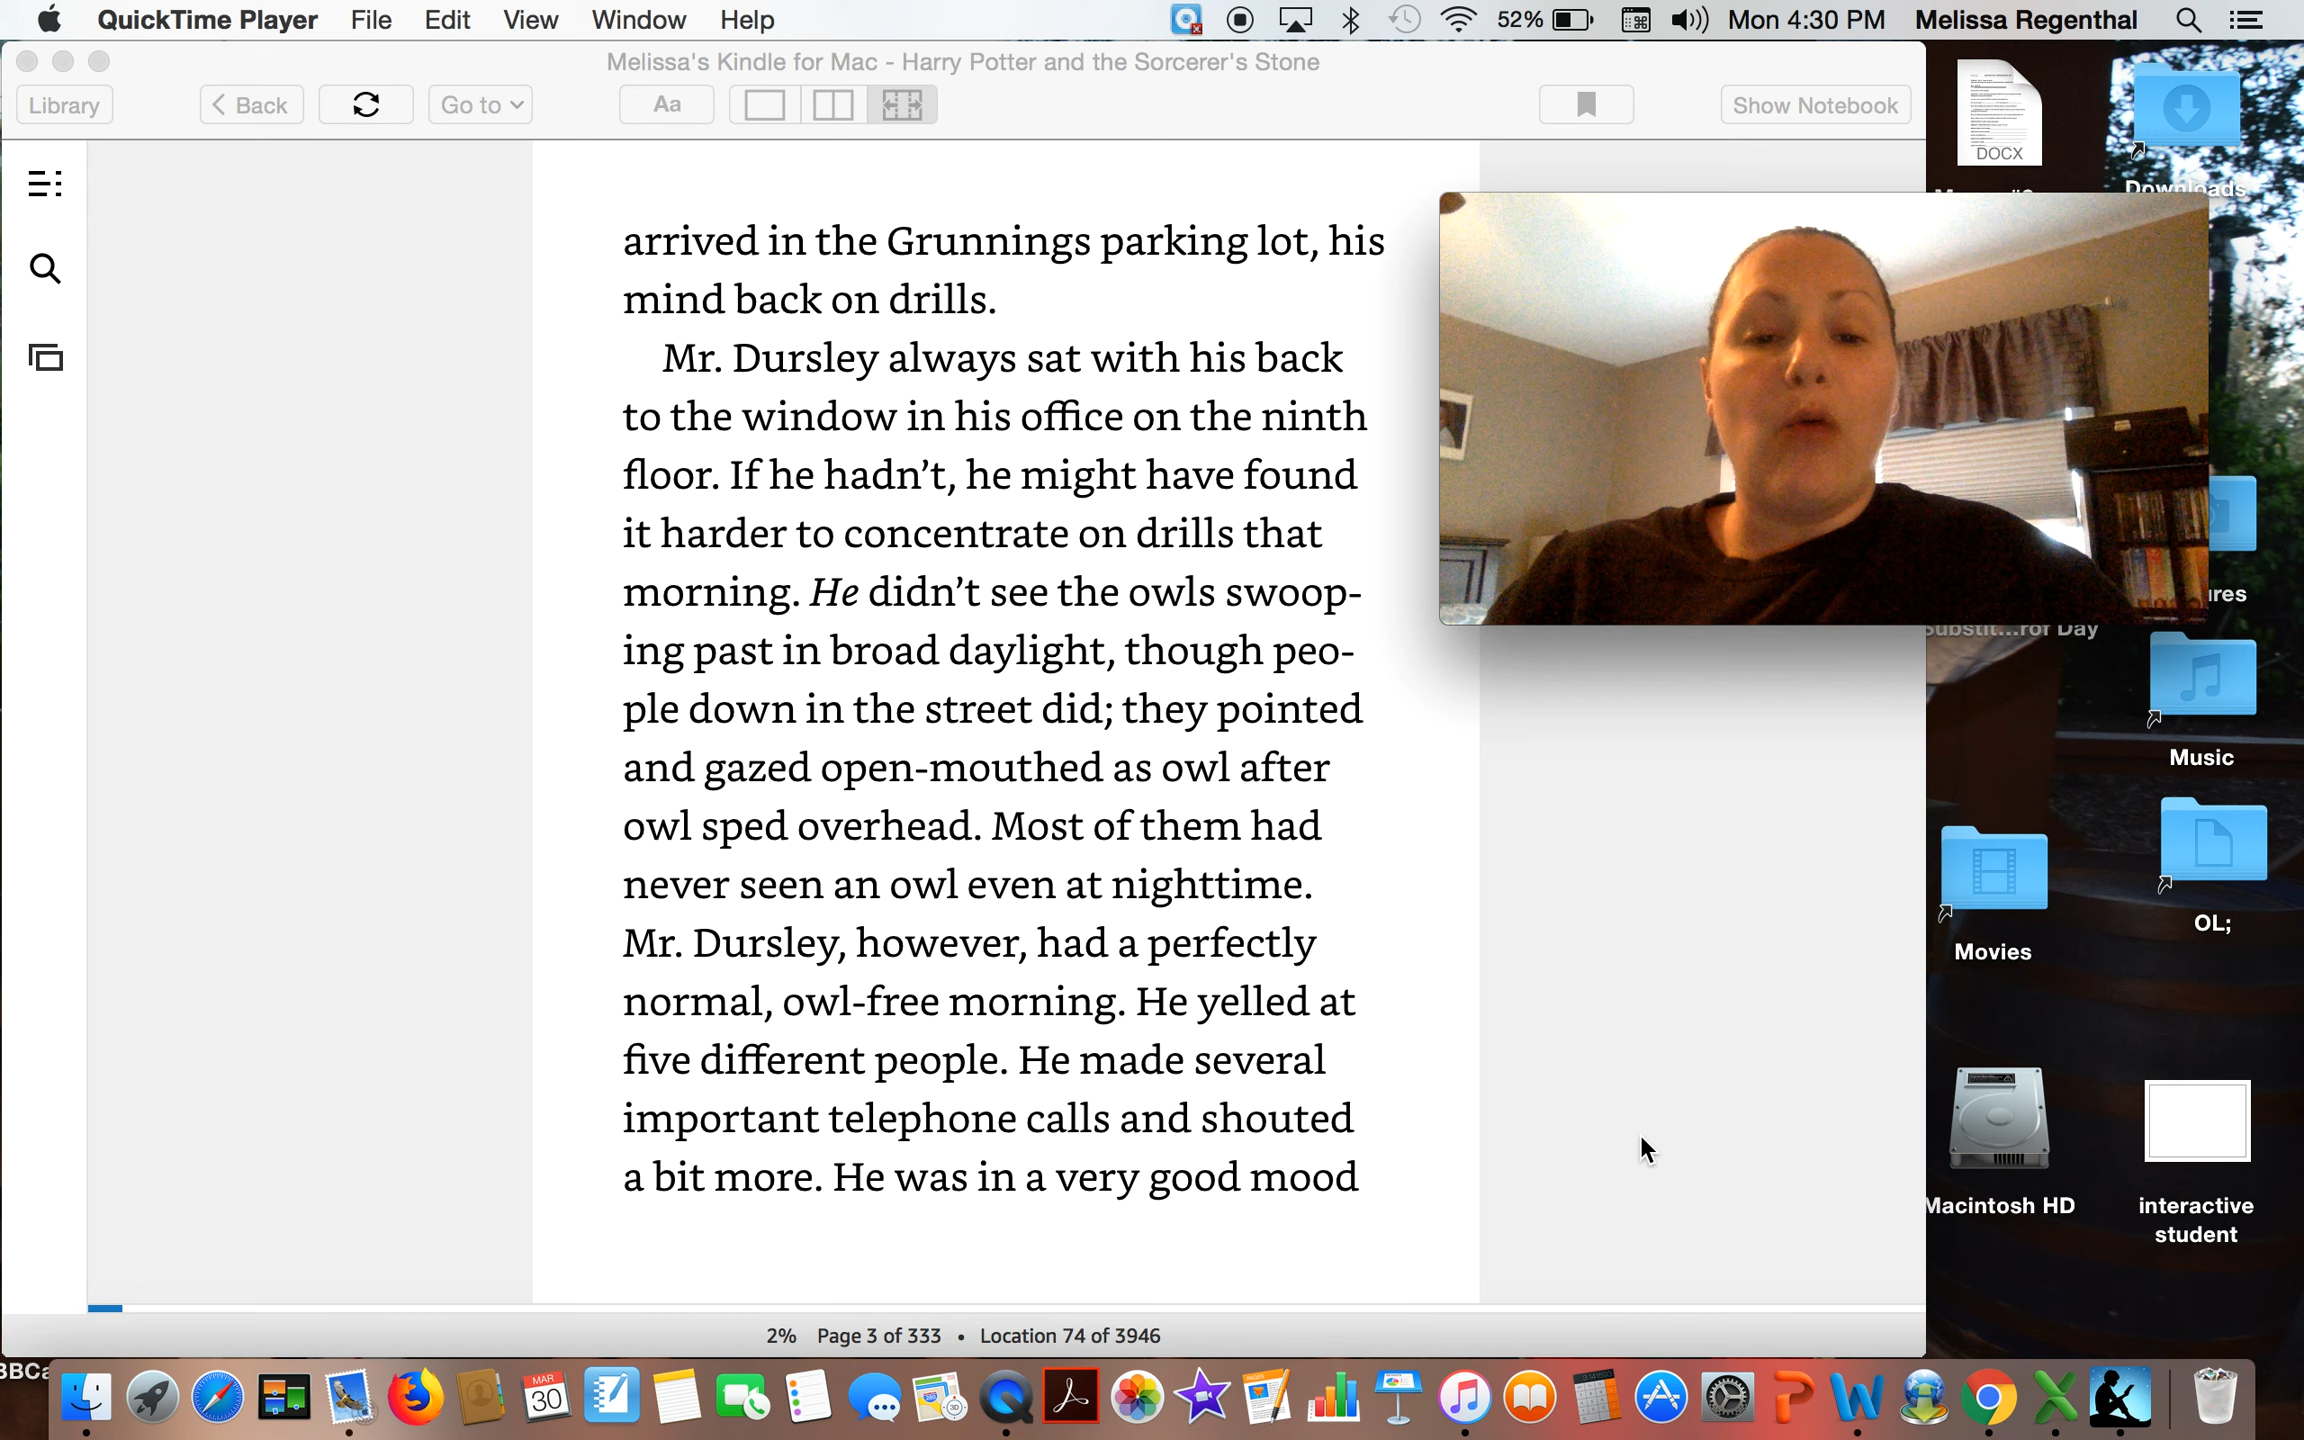 QuickTime Player File Edit View Window Help 52% Mon 4:30 PM Melissa Regenthal
Melissa's Kindle for Mac - Harry Potter and the Sorcerer's Stone
Library Back Go to Aa Show Notebook
arrived in the Grunnings parking lot, his
mind back on drills.
Mr. Dursley always sat with his back
to the window in his office on the ninth
floor. If he hadn't, he might have found
it harder to concentrate on drills that
morning. He didn't see the owls swoop-
ing past in broad daylight, though peo-
ple down in the street did; they pointed
and gazed open-mouthed as owl after
owl sped overhead. Most of them had
never seen an owl even at nighttime.
Mr. Dursley, however, had a perfectly
normal, owl-free morning. He yelled at
five different people. He made several
important telephone calls and shouted
a bit more. He was in a very good mood
2% Page 3 of 333 • Location 74 of 3946
DOCX
Downloads
ures
Substit...rof Day
Music
Movies
OL;
Macintosh HD
interactive
student
BBCa
MAR
30